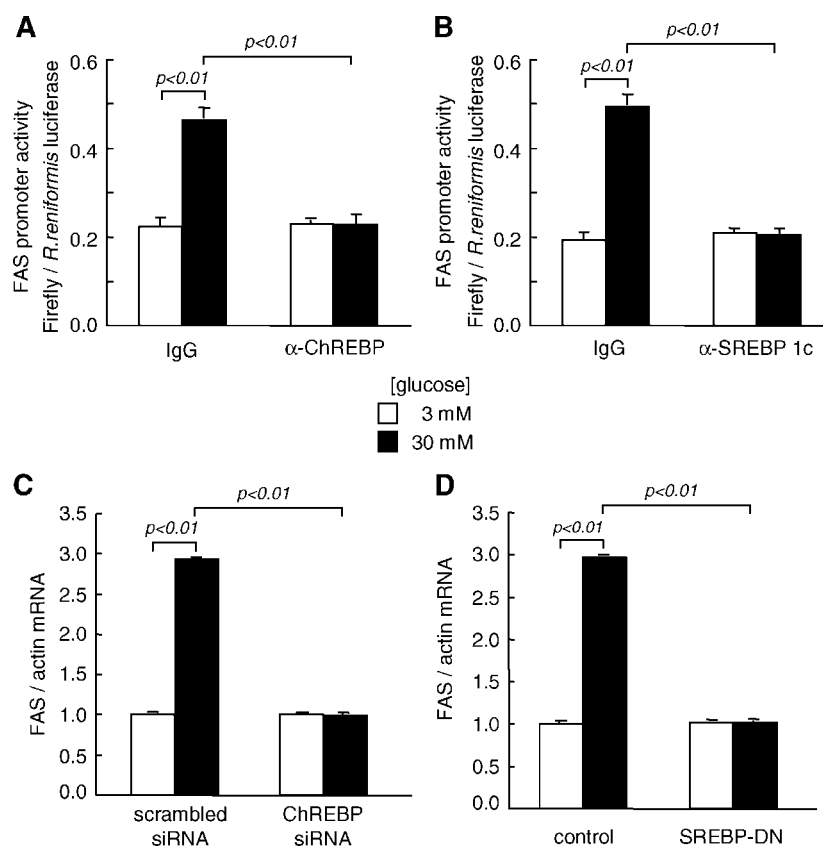 A
p<0.01
p<0.01
FAS promoter activity
Firefly / R.reniformis luciferase
0.6
0.4
0.2
0.0
IgG
α-ChREBP
B
p<0.01
p<0.01
FAS promoter activity
Firefly / R.reniformis luciferase
0.6
0.4
0.2
0.0
IgG
α-SREBP 1c
[glucose]
3 mM
30 mM
C
p<0.01
p<0.01
FAS / actin mRNA
3.5
3.0
2.5
2.0
1.5
1.0
0.5
0.0
scrambled
siRNA
ChREBP
siRNA
D
p<0.01
p<0.01
FAS / actin mRNA
3.5
3.0
2.5
2.0
1.5
1.0
0.5
0.0
control
SREBP-DN